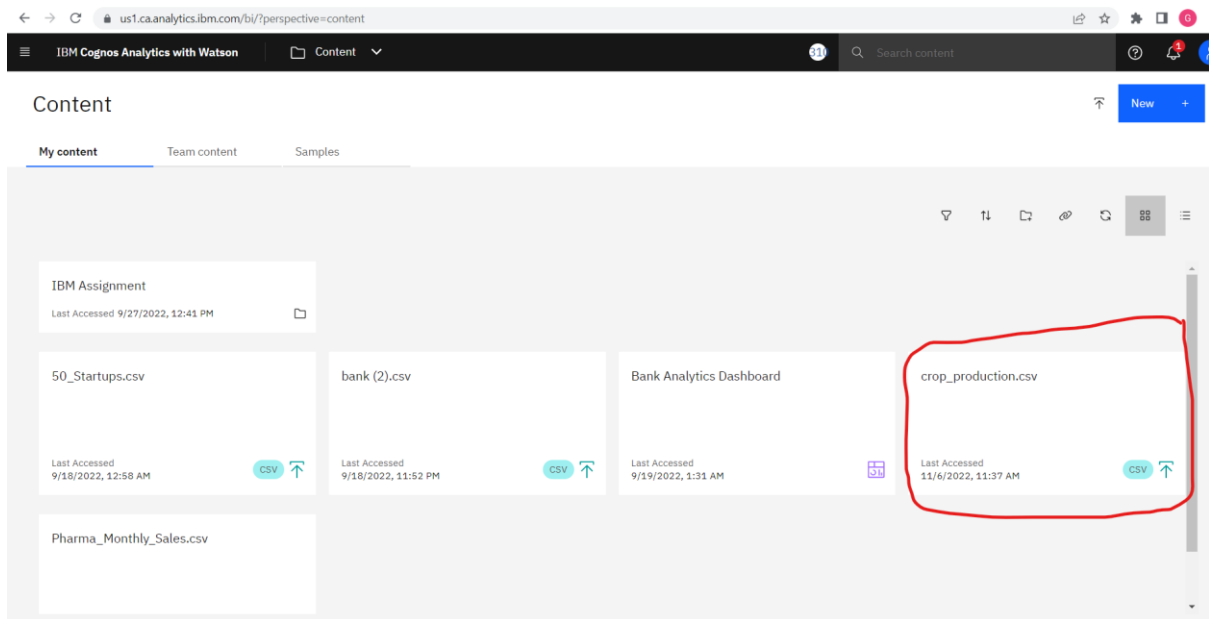 us1.ca.analytics.ibm.com/bi/?perspective=content
G
IBM Cognos Analytics with Watson
Content
310
Search content
1
Content
New +
My content
Team content
Samples
IBM Assignment
Last Accessed 9/27/2022, 12:41 PM
50_Startups.csv
Last Accessed
9/18/2022, 12:58 AM
CSV
bank (2).csv
Last Accessed
9/18/2022, 11:52 PM
CSV
Bank Analytics Dashboard
Last Accessed
9/19/2022, 1:31 AM
crop_production.csv
Last Accessed
11/6/2022, 11:37 AM
CSV
Pharma_Monthly_Sales.csv